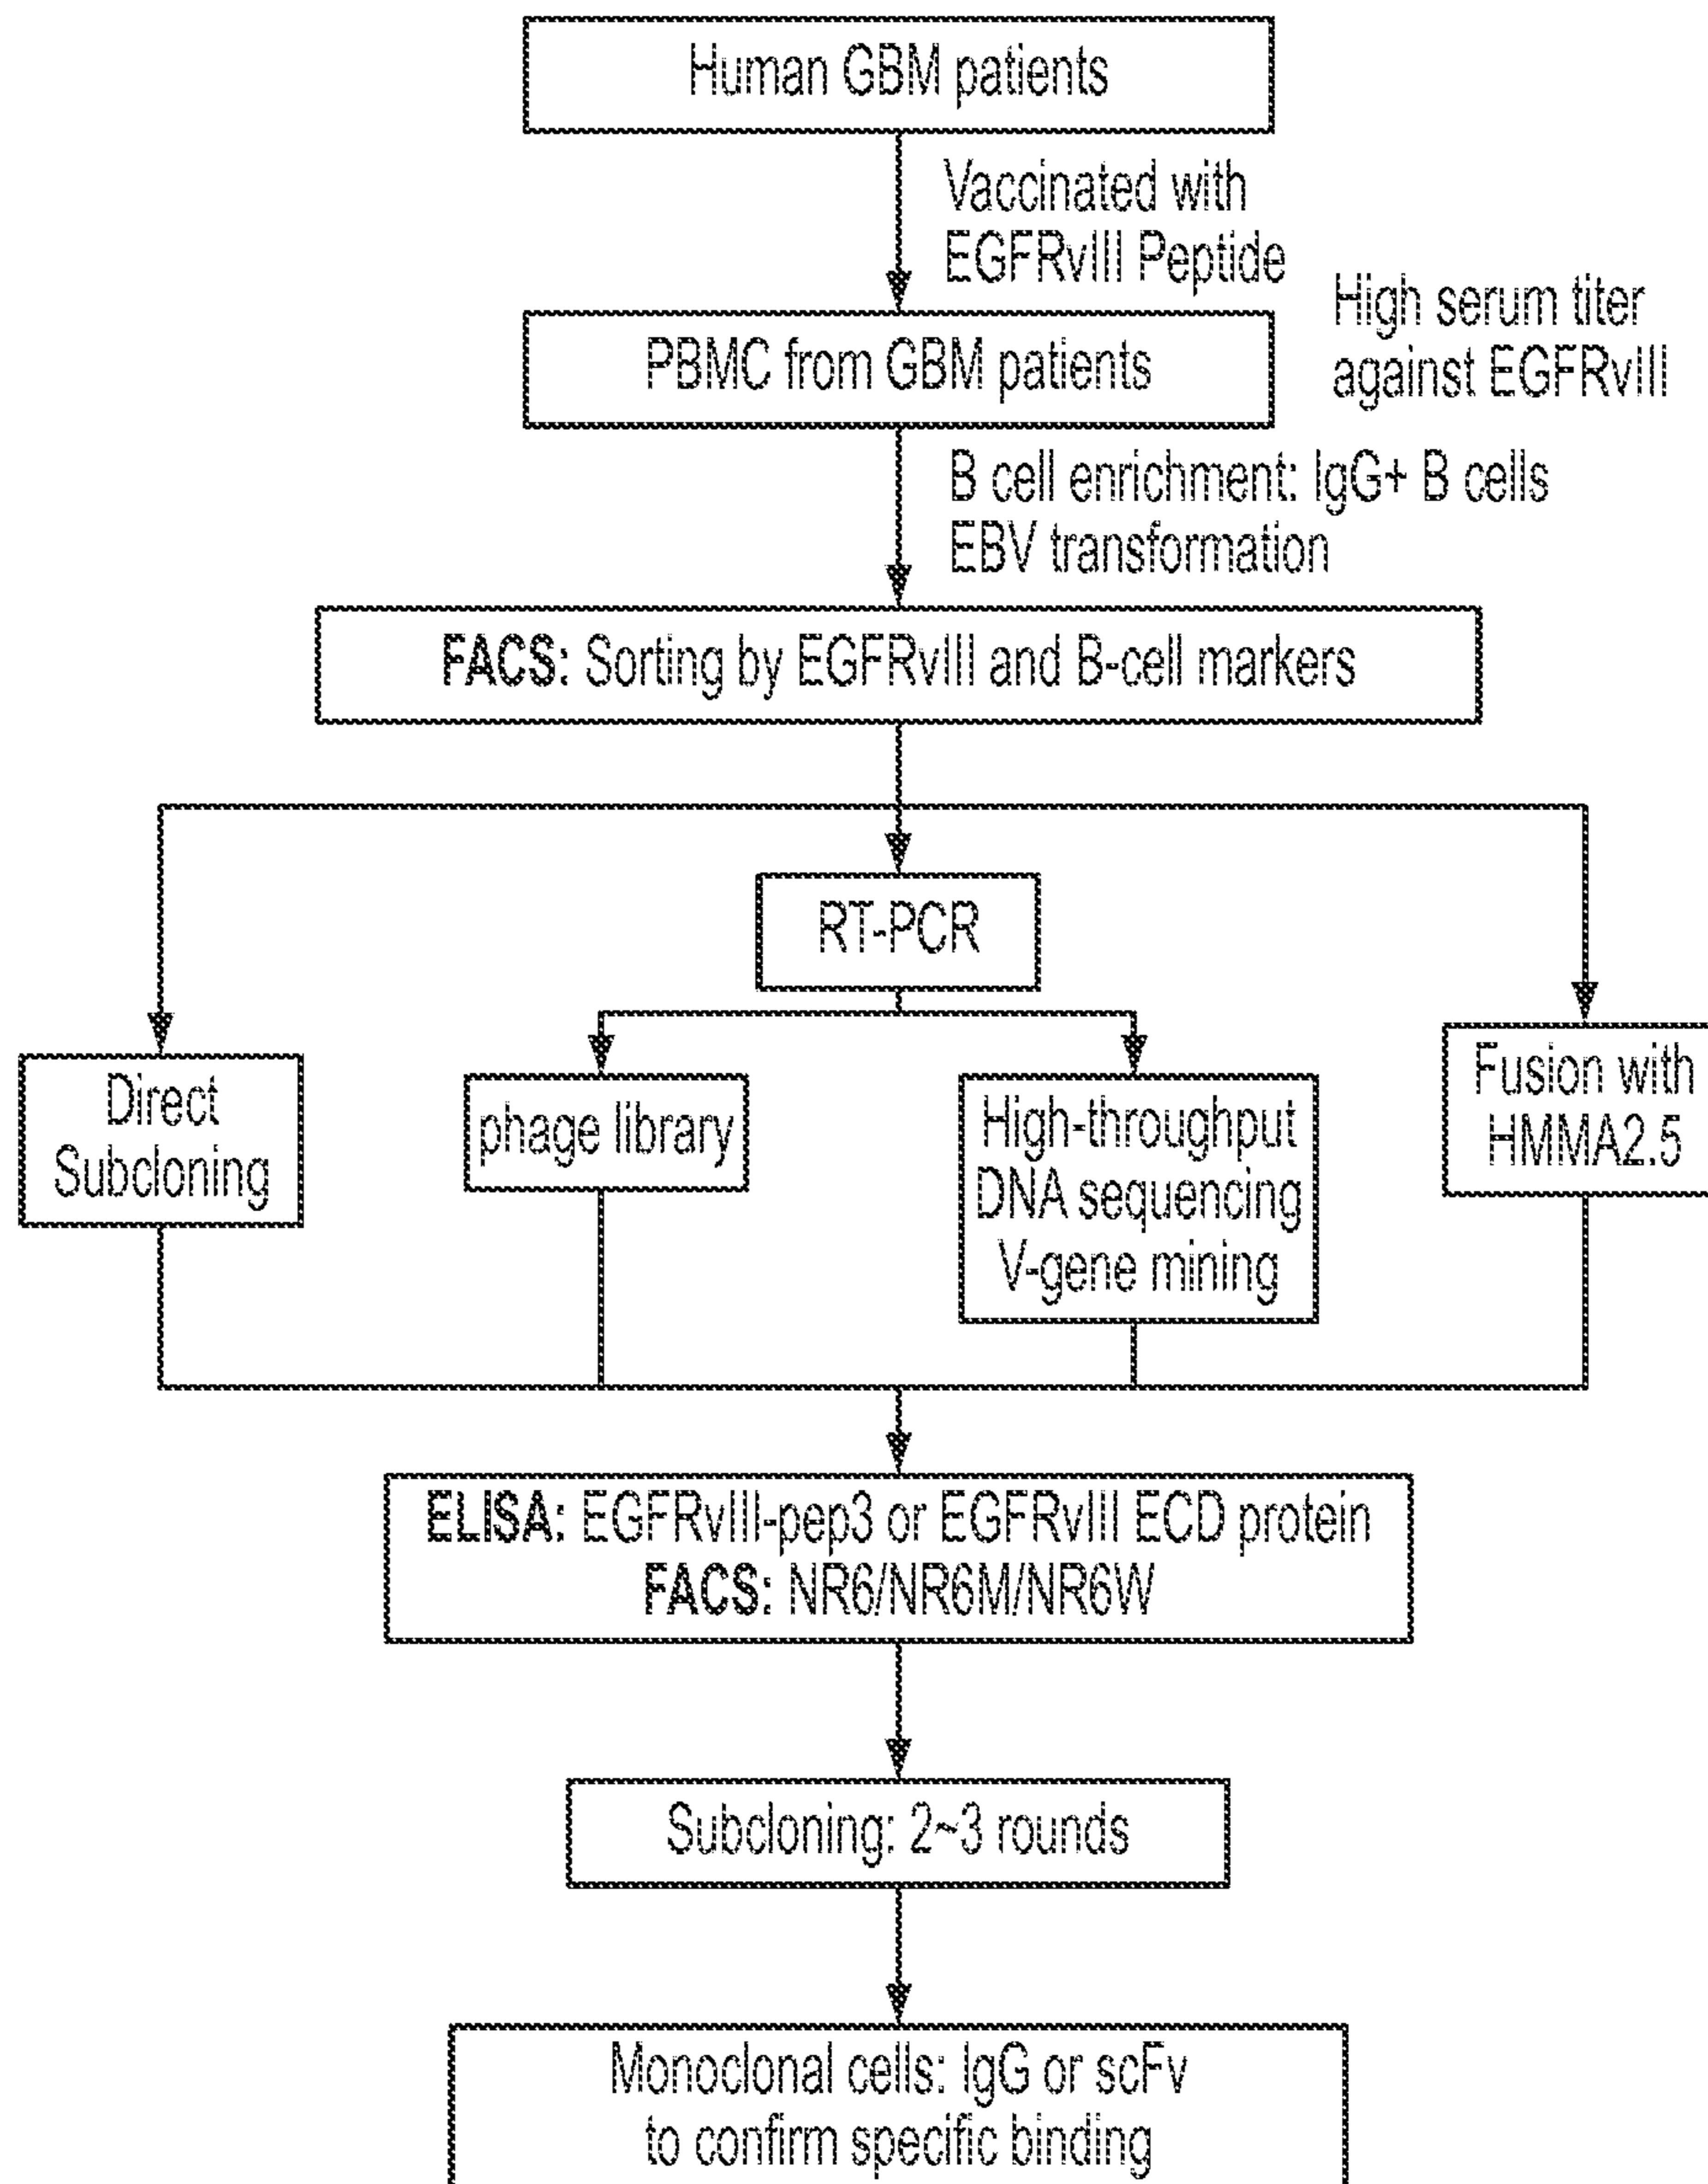 Human GBM patients
Vaccinated with
EGFRvIII Peptide
High serum titer
against EGFRvIII
PBMC from GBM patients
B cell enrichment: IgG+ B cells
EBV transformation
FACS: Sorting by EGFRvIII and B-cell markers
RT-PCR
Direct
Subcloning
phage library
High-throughput
DNA sequencing
V-gene mining
Fusion with
HMMA2.5
ELISA: EGFRvIII-pep3 or EGFRvIII ECD protein
FACS: NR6/NR6M/NR6W
Subcloning: 2~3 rounds
Monoclonal cells: IgG or scFv
to confirm specific binding